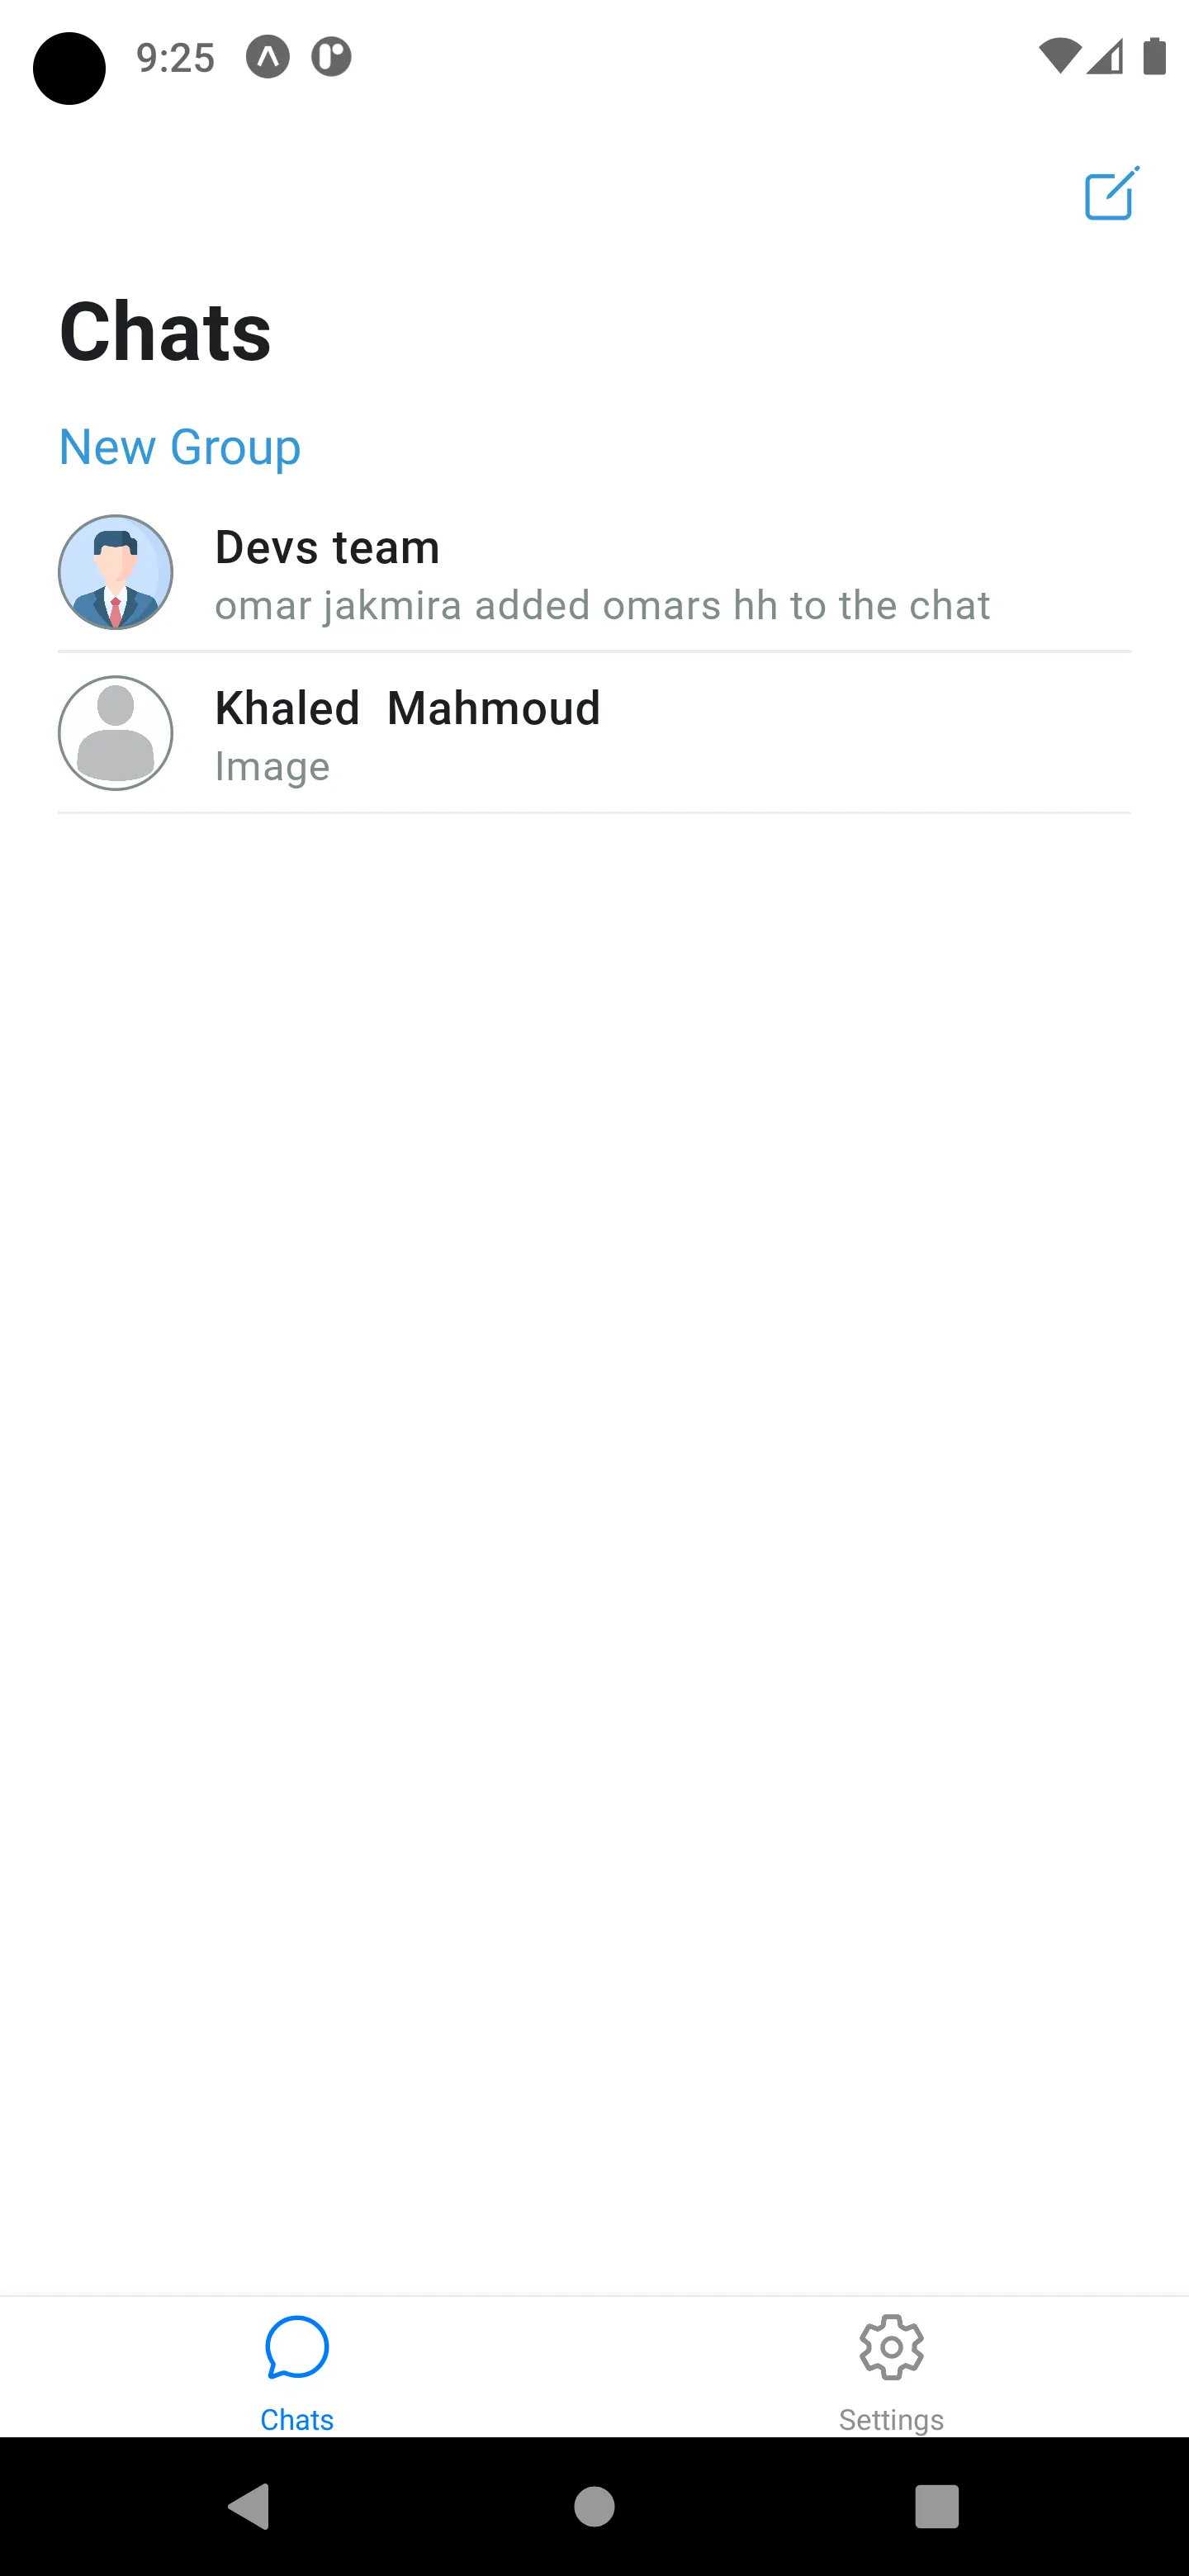 9:25
Chats
New Group
Devs team
omar jakmira added omars hh to the chat
Khaled  Mahmoud
Image
Chats
Settings